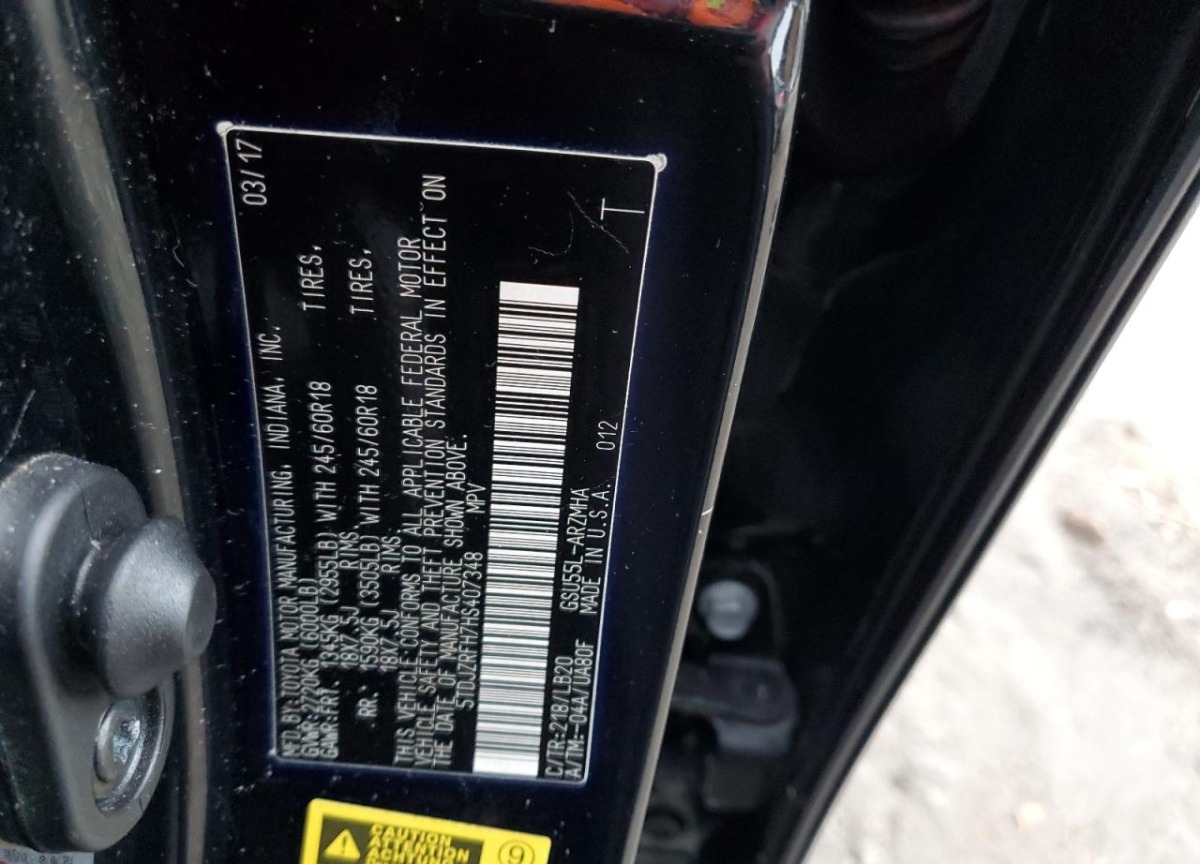 MFD. BY: TOYOTA MOTOR MANUFACTURING, INDIANA, INC. 03/17
GVWR: 2720KG (6000LB)
GAWR: FRT. 1345KG (2955LB) WITH 245/60R18 TIRES,
18X7.5J RIMS
RR. 1590KG (3505LB) WITH 245/60R18 TIRES,
18X7.5J RIMS
THIS VEHICLE CONFORMS TO ALL APPLICABLE FEDERAL MOTOR
VEHICLE SAFETY AND THEFT PREVENTION STANDARDS IN EFFECT ON
THE DATE OF MANUFACTURE SHOWN ABOVE.
5TDJZRFH7HS407348 MPV
C/TR: 218/LB20 GSU55L-ARZMHA T
A/TM: -04A/UA80F MADE IN U.S.A. 012
CAUTION
ATTENTION
ACHTUNG
9